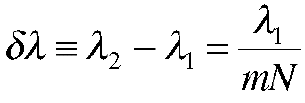 δλ ≡ λ₂ − λ₁ = λ₁ / mN